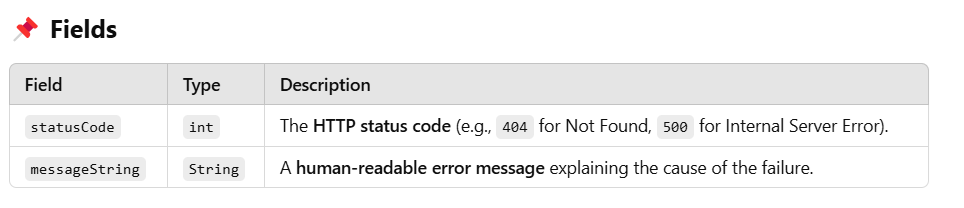 📌 Fields
Field Type Description
statusCode int The HTTP status code (e.g., 404 for Not Found, 500 for Internal Server Error).
messageString String A human-readable error message explaining the cause of the failure.